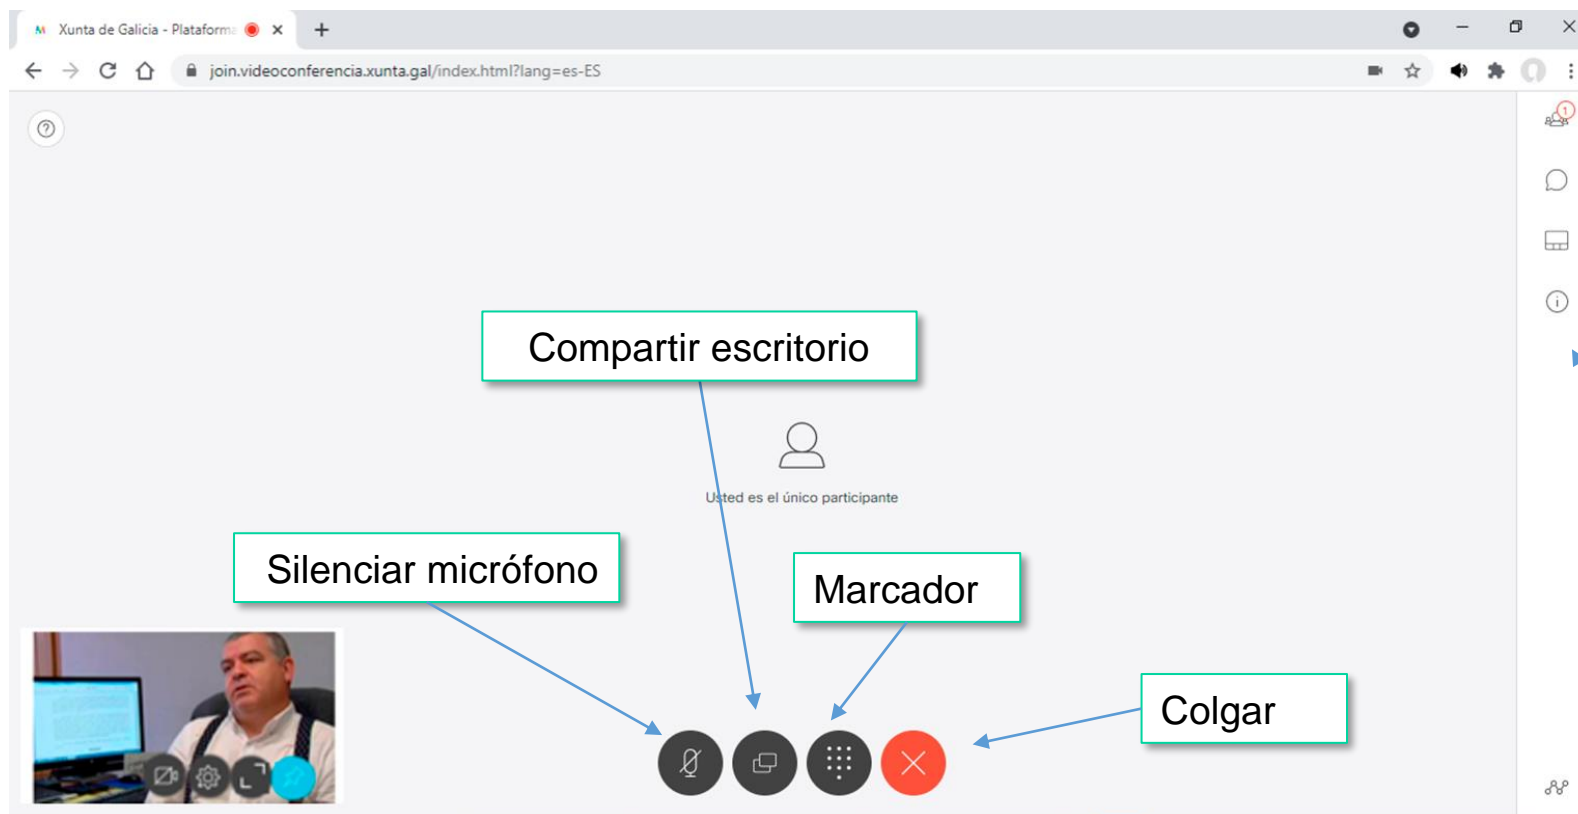 Xunta de Galicia - Plataforma
join.videoconferencia.xunta.gal/index.html?lang=es-ES
1
Compartir escritorio
Usted es el único participante
Silenciar micrófono
Marcador
Colgar